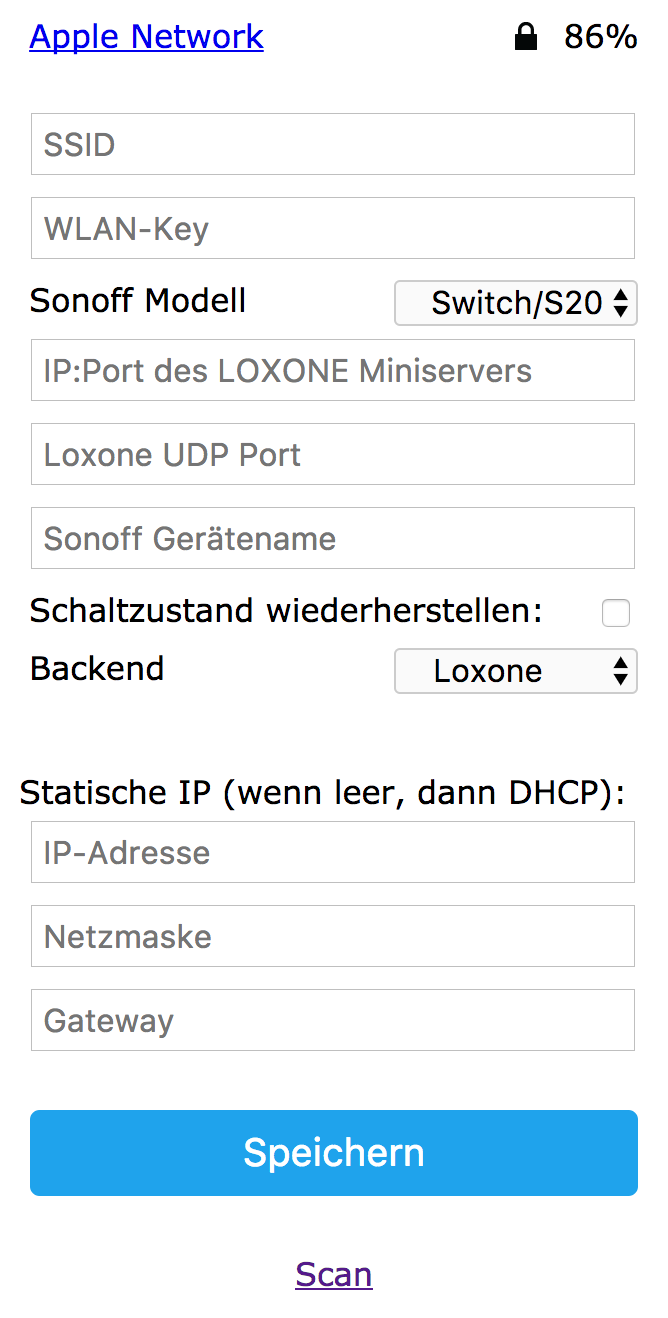 Apple Network 86%
SSID
WLAN-Key
Sonoff Modell Switch/S20
IP:Port des LOXONE Miniservers
Loxone UDP Port
Sonoff Gerätename
Schaltzustand wiederherstellen:
Backend Loxone
Statische IP (wenn leer, dann DHCP):
IP-Adresse
Netzmaske
Gateway
Speichern
Scan